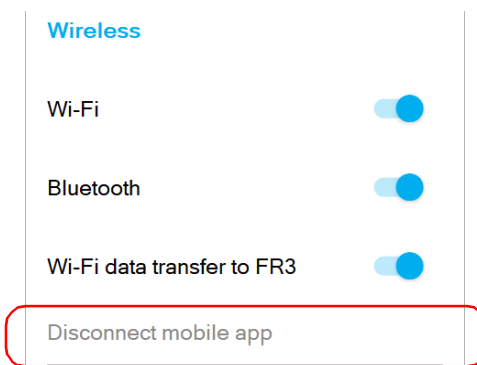 Wireless
Wi-Fi
Bluetooth
Wi-Fi data transfer to FR3
Disconnect mobile app